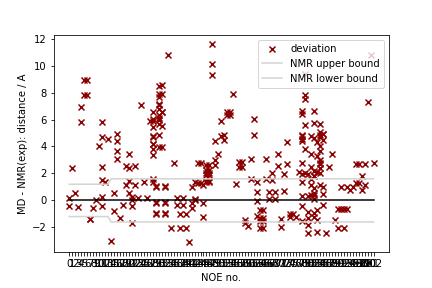 12
10
8
6
4
2
0
−2
MD - NMR(exp): distance / A
deviation
NMR upper bound
NMR lower bound
NOE no.